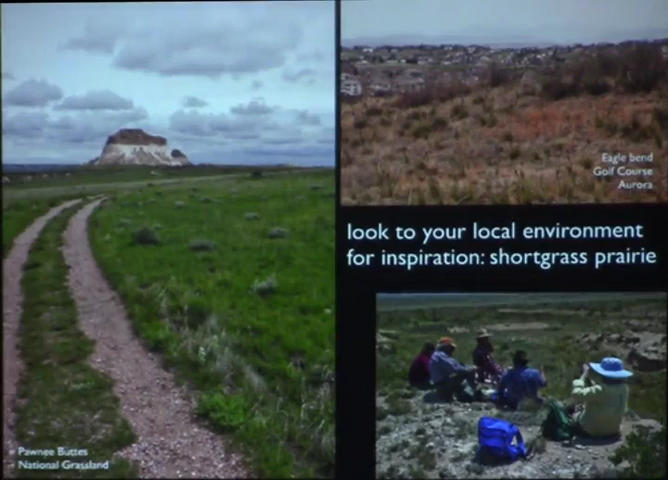 Eagle bend
Golf Course
Aurora
look to your local environment
for inspiration: shortgrass prairie
Pawnee Buttes
National Grassland